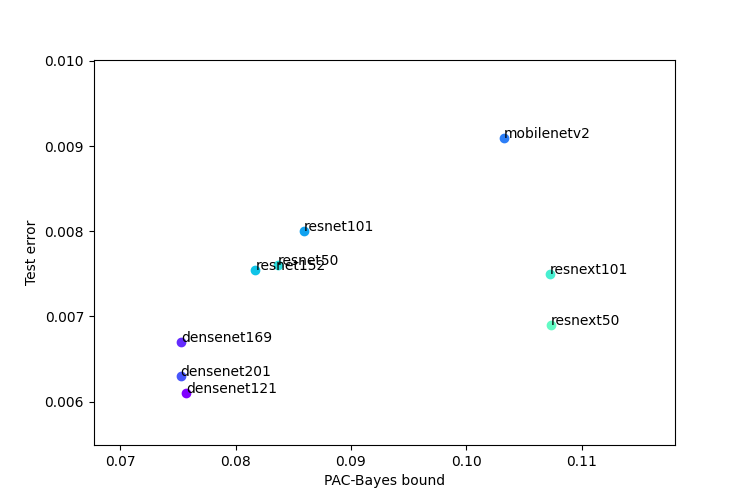 0.010
0.009
0.008
0.007
0.006
Test error
mobilenetv2
resnet101
resnet50
resnet152
resnext101
resnext50
densenet169
densenet201
densenet121
0.07 0.08 0.09 0.10 0.11
PAC-Bayes bound